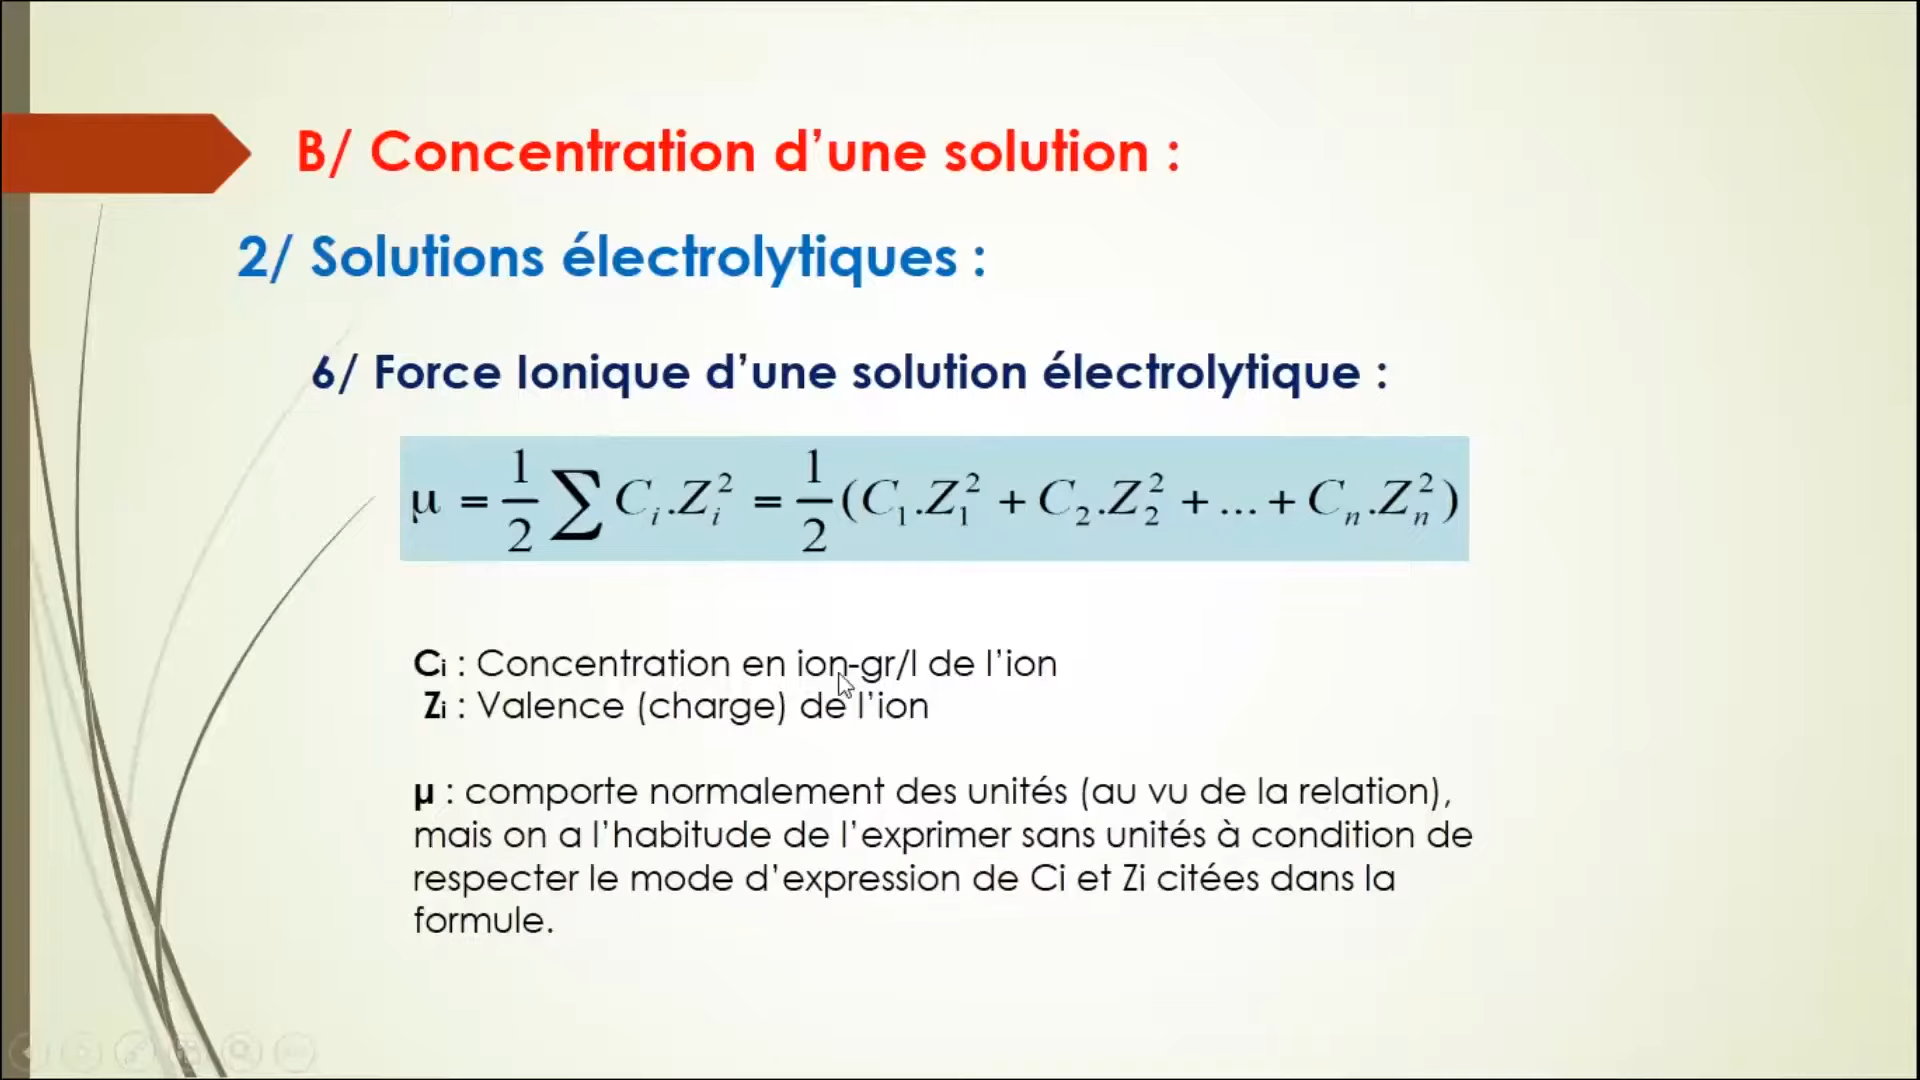 B/ Concentration d’une solution :
2/ Solutions électrolytiques :
6/ Force Ionique d’une solution électrolytique :
μ = 1/2 ∑ Cᵢ.Zᵢ² = 1/2 (C₁.Z₁² + C₂.Z₂² + ... + Cₙ.Zₙ²)
Ci : Concentration en ion-gr/l de l’ion
Zi : Valence (charge) de l’ion
μ : comporte normalement des unités (au vu de la relation),
mais on a l’habitude de l’exprimer sans unités à condition de
respecter le mode d’expression de Ci et Zi citées dans la
formule.